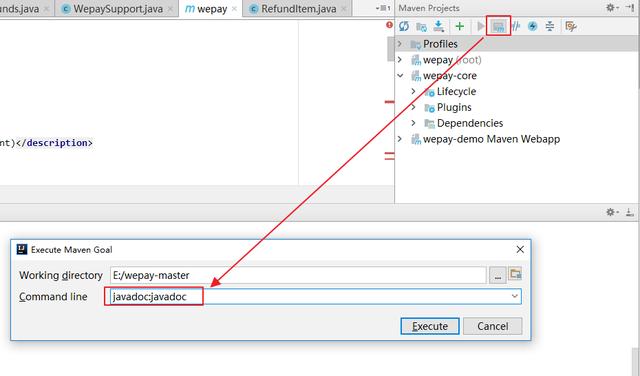 nds.java
WepaySupport.java
wepay
RefundItem.java
Maven Projects
Profiles
wepay (root)
wepay-core
Lifecycle
Plugins
Dependencies
wepay-demo Maven Webapp
nt)</description>
Execute Maven Goal
Working directory
E:/wepay-master
...
Command line
javadoc:javadoc
Execute
Cancel